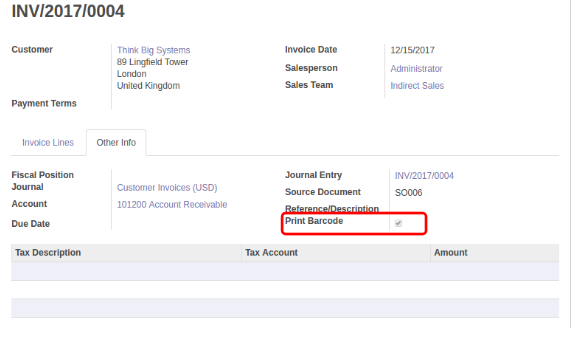 INV/2017/0004
Customer Think Big Systems Invoice Date 12/15/2017
89 Lingfield Tower
London Salesperson Administrator
United Kingdom Sales Team Indirect Sales
Payment Terms
Invoice Lines Other Info
Fiscal Position Journal Entry INV/2017/0004
Journal Customer Invoices (USD)
Source Document SO006
Account 101200 Account Receivable
Reference/Description
Due Date Print Barcode
Tax Description Tax Account Amount